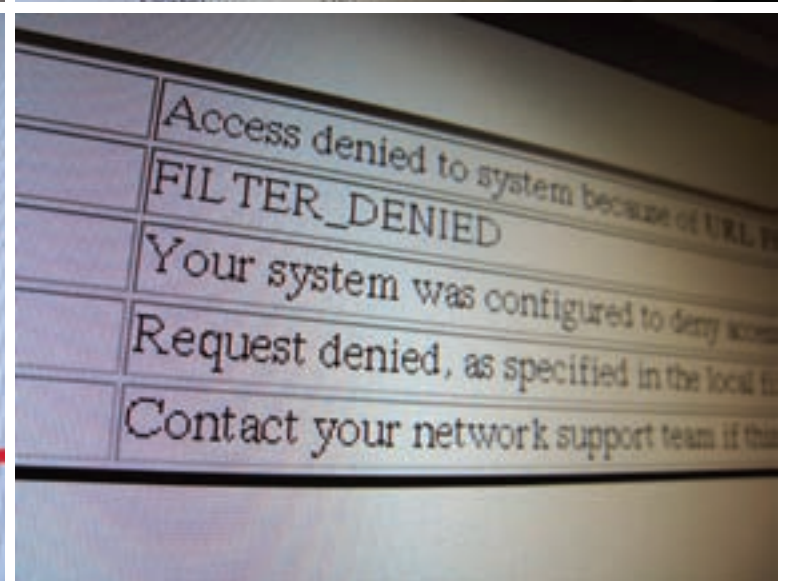 Access denied to system because of URL
FILTER_DENIED
Your system was configured to deny
Request denied, as specified in the local
Contact your network support team if